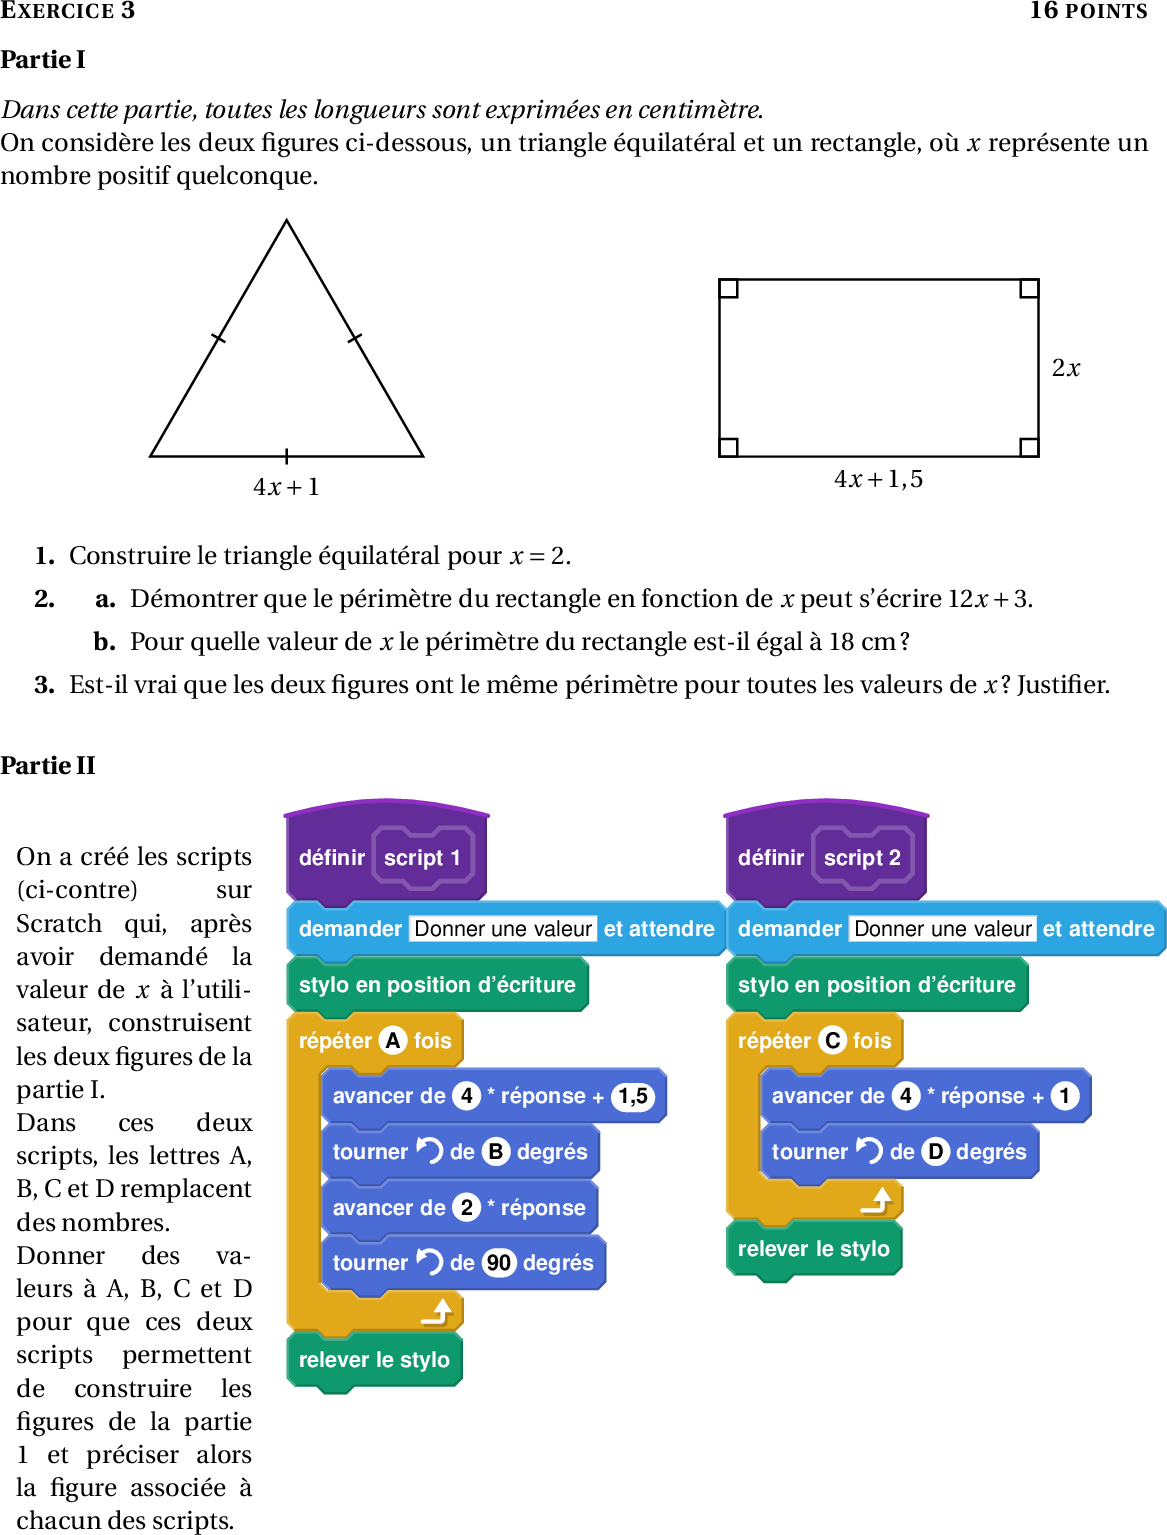 EXERCICE 3 16 POINTS
Partie I
Dans cette partie, toutes les longueurs sont exprimées en centimètre.
On considère les deux figures ci-dessous, un triangle équilatéral et un rectangle, où x représente un
nombre positif quelconque.
4x + 1
2x
4x + 1,5
1. Construire le triangle équilatéral pour x = 2.
2. a. Démontrer que le périmètre du rectangle en fonction de x peut s'écrire 12x + 3.
b. Pour quelle valeur de x le périmètre du rectangle est-il égal à 18 cm ?
3. Est-il vrai que les deux figures ont le même périmètre pour toutes les valeurs de x ? Justifier.
Partie II
On a créé les scripts
(ci-contre) sur
Scratch qui, après
avoir demandé la
valeur de x à l'utili-
sateur, construisent
les deux figures de la
partie I.
Dans ces deux
scripts, les lettres A,
B, C et D remplacent
des nombres.
Donner des va-
leurs à A, B, C et D
pour que ces deux
scripts permettent
de construire les
figures de la partie
1 et préciser alors
la figure associée à
chacun des scripts.
définir script 1
demander Donner une valeur et attendre
stylo en position d'écriture
répéter A fois
avancer de 4 * réponse + 1,5
tourner de B degrés
avancer de 2 * réponse
tourner de 90 degrés
relever le stylo
définir script 2
demander Donner une valeur et attendre
stylo en position d'écriture
répéter C fois
avancer de 4 * réponse + 1
tourner de D degrés
relever le stylo